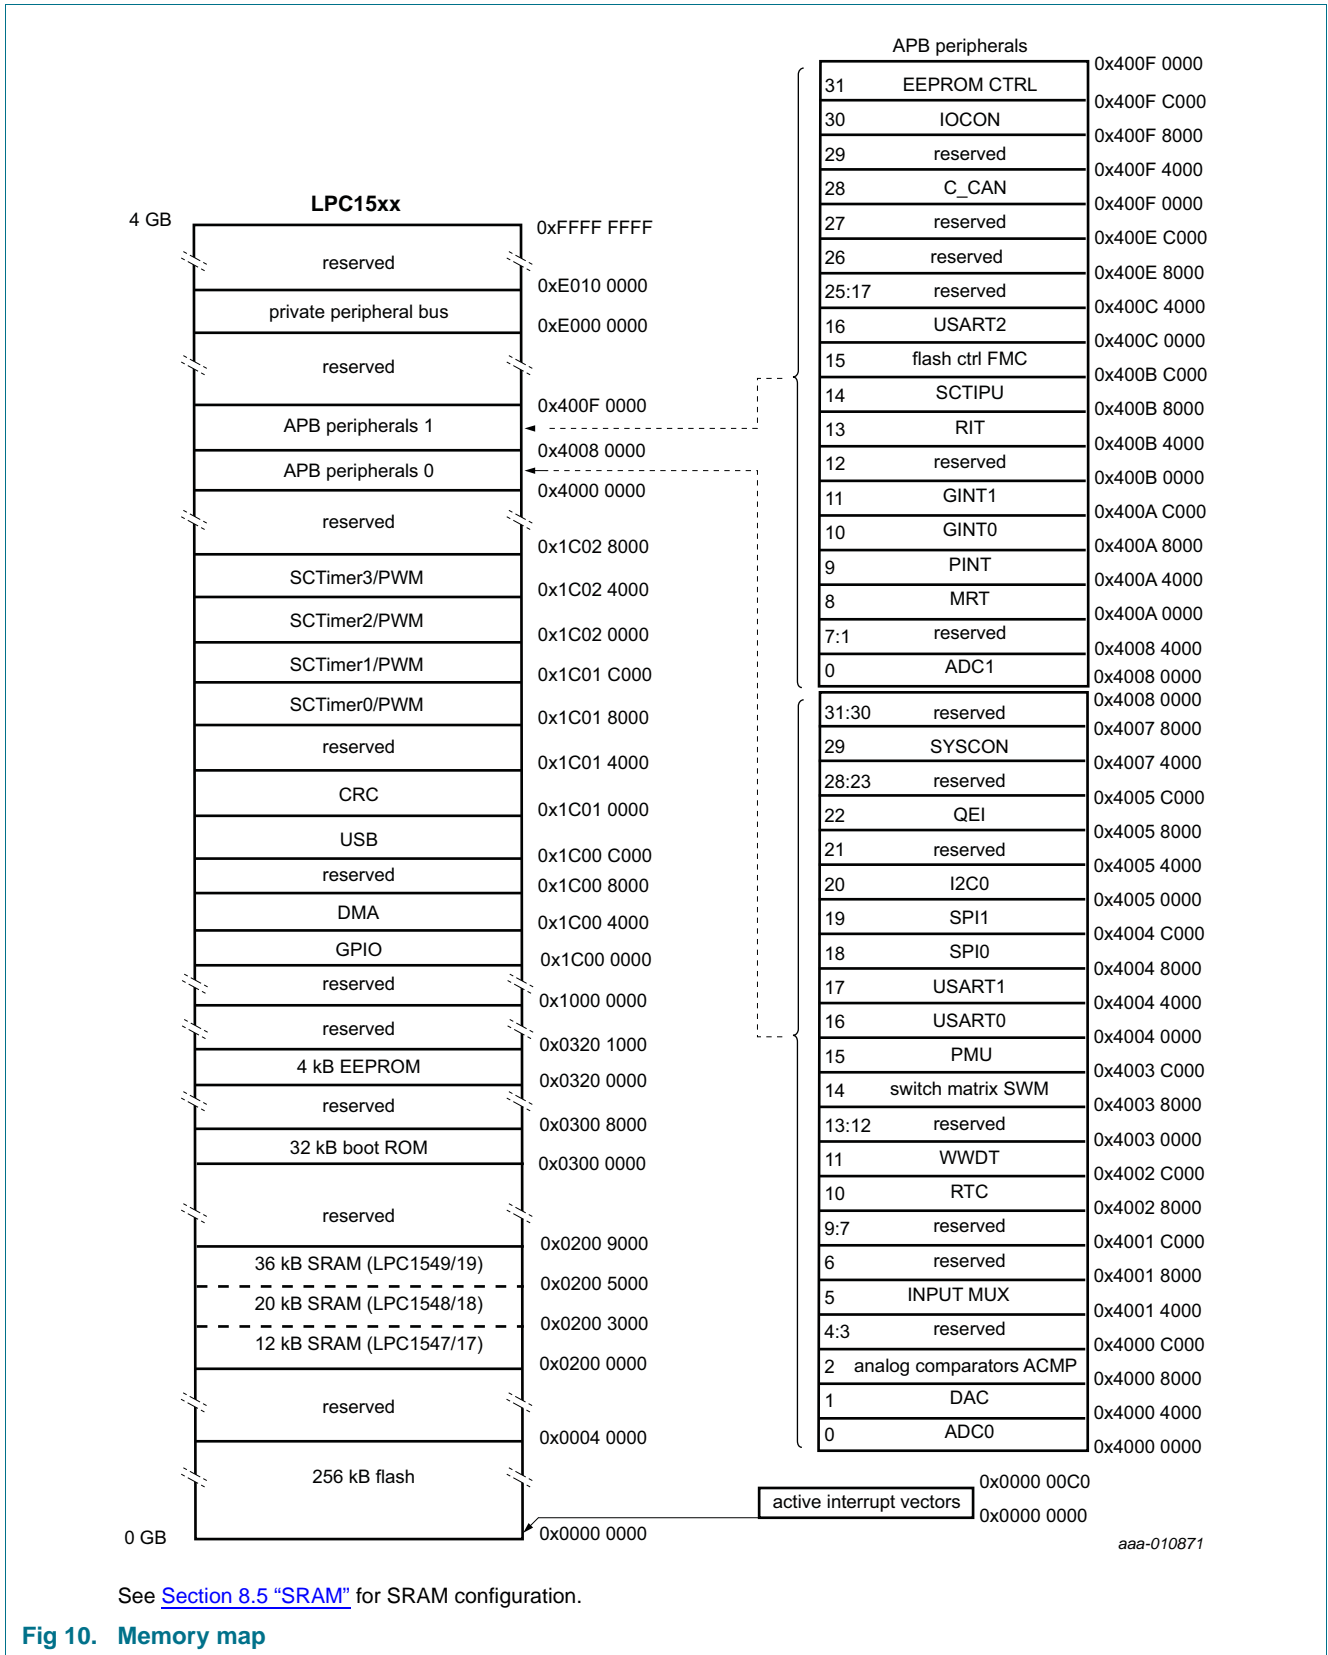 APB peripherals
0x400F 0000
31 EEPROM CTRL
0x400F C000
30 IOCON
0x400F 8000
29 reserved
0x400F 4000
28 C_CAN
0x400F 0000
27 reserved
0x400E C000
26 reserved
0x400E 8000
25:17 reserved
0x400C 4000
16 USART2
0x400C 0000
15 flash ctrl FMC
0x400B C000
14 SCTIPU
0x400B 8000
13 RIT
0x400B 4000
12 reserved
0x400B 0000
11 GINT1
0x400A C000
10 GINT0
0x400A 8000
9 PINT
0x400A 4000
8 MRT
0x400A 0000
7:1 reserved
0x4008 4000
0 ADC1
0x4008 0000
0x4008 0000
31:30 reserved
0x4007 8000
29 SYSCON
0x4007 4000
28:23 reserved
0x4005 C000
22 QEI
0x4005 8000
21 reserved
0x4005 4000
20 I2C0
0x4005 0000
19 SPI1
0x4004 C000
18 SPI0
0x4004 8000
17 USART1
0x4004 4000
16 USART0
0x4004 0000
15 PMU
0x4003 C000
14 switch matrix SWM
0x4003 8000
13:12 reserved
0x4003 0000
11 WWDT
0x4002 C000
10 RTC
0x4002 8000
9:7 reserved
0x4001 C000
6 reserved
0x4001 8000
5 INPUT MUX
0x4001 4000
4:3 reserved
0x4000 C000
2 analog comparators ACMP
0x4000 8000
1 DAC
0x4000 4000
0 ADC0
0x4000 0000
LPC15xx
4 GB
0xFFFF FFFF
reserved
0xE010 0000
private peripheral bus
0xE000 0000
reserved
0x400F 0000
APB peripherals 1
0x4008 0000
APB peripherals 0
0x4000 0000
reserved
0x1C02 8000
SCTimer3/PWM
0x1C02 4000
SCTimer2/PWM
0x1C02 0000
SCTimer1/PWM
0x1C01 C000
SCTimer0/PWM
0x1C01 8000
reserved
0x1C01 4000
CRC
0x1C01 0000
USB
0x1C00 C000
reserved
0x1C00 8000
DMA
0x1C00 4000
GPIO
0x1C00 0000
reserved
0x1000 0000
reserved
0x0320 1000
4 kB EEPROM
0x0320 0000
reserved
0x0300 8000
32 kB boot ROM
0x0300 0000
reserved
0x0200 9000
36 kB SRAM (LPC1549/19)
0x0200 5000
20 kB SRAM (LPC1548/18)
0x0200 3000
12 kB SRAM (LPC1547/17)
0x0200 0000
reserved
0x0004 0000
256 kB flash
0x0000 0000
0 GB
0x0000 00C0
active interrupt vectors
0x0000 0000
aaa-010871
See Section 8.5 “SRAM” for SRAM configuration.
Fig 10. Memory map